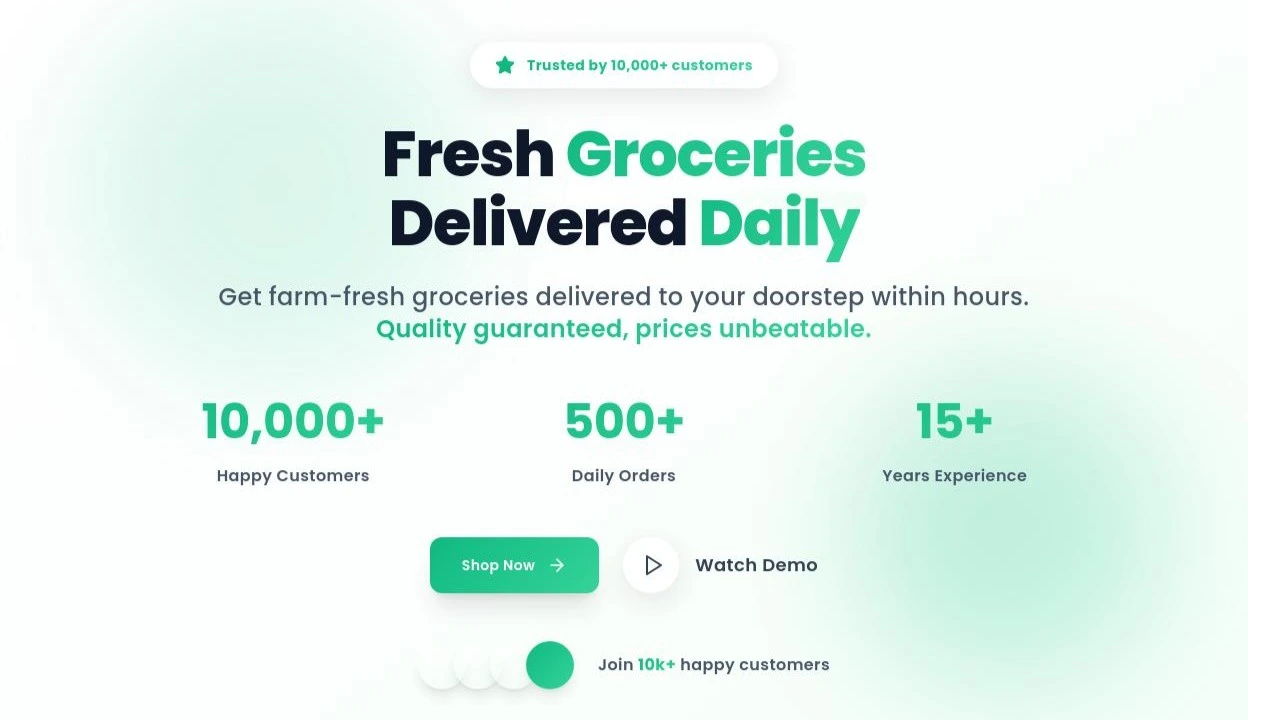 Trusted by 10,000+ customers
Fresh Groceries
Delivered Daily
Get farm-fresh groceries delivered to your doorstep within hours.
Quality guaranteed, prices unbeatable.
10,000+
Happy Customers
500+
Daily Orders
15+
Years Experience
Shop Now
Watch Demo
Join 10k+ happy customers